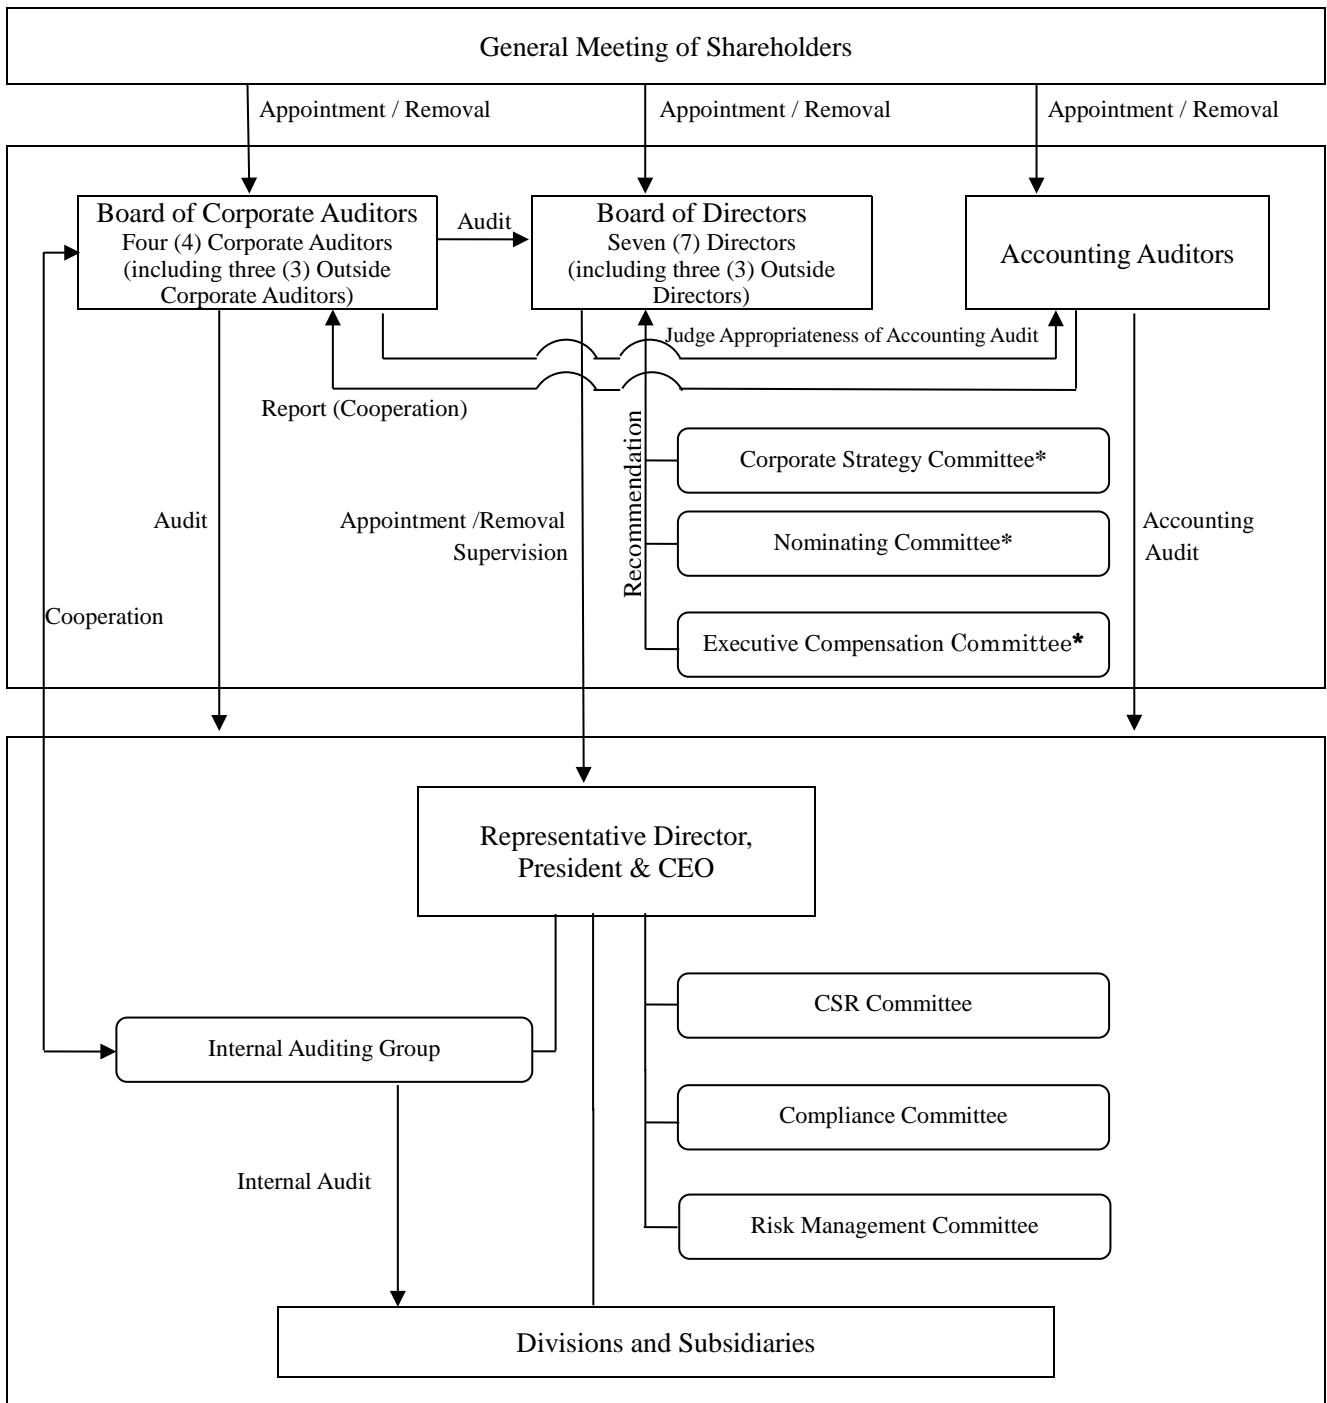 General Meeting of Shareholders
Appointment / Removal
Appointment / Removal
Appointment / Removal
Board of Corporate Auditors
Four (4) Corporate Auditors
(including three (3) Outside
Corporate Auditors)
Audit
Board of Directors
Seven (7) Directors
(including three (3) Outside
Directors)
Accounting Auditors
Judge Appropriateness of Accounting Audit
Report (Cooperation)
Recommendation
Corporate Strategy Committee*
Audit
Appointment /Removal
Supervision
Nominating Committee*
Accounting
Audit
Cooperation
Executive Compensation Committee*
Representative Director,
President & CEO
CSR Committee
Internal Auditing Group
Compliance Committee
Internal Audit
Risk Management Committee
Divisions and Subsidiaries